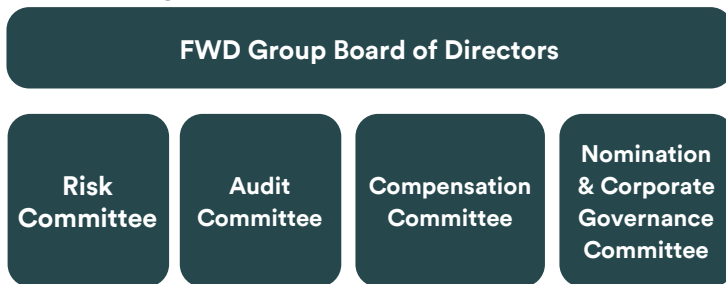 FWD Group Board of Directors
Risk
Committee
Audit
Committee
Compensation
Committee
Nomination
& Corporate
Governance
Committee